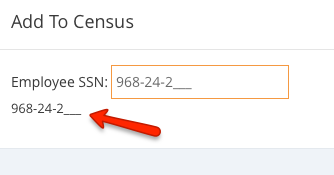 Add To Census
Employee SSN: 968-24-2___
968-24-2___